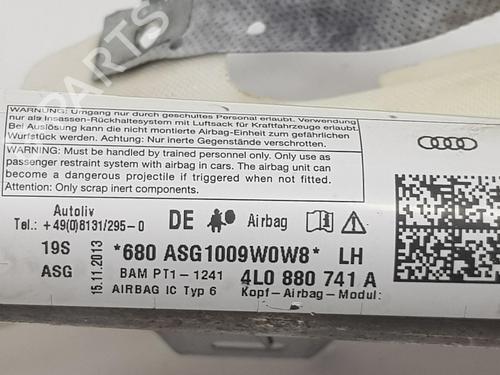 PARTS
WARNUNG: Umgang nur durch geschultes Personal erlaubt. Verwendung
nur als Insassen-Rückhaltesystem mit Luftsack für Kraftfahrzeuge erlaubt.
Bei Auslösung kann die nicht montierte Airbag-Einheit zum gefährlichen
Wurfstück werden. Achtung: Nur inerte Gegenstände verschrotten.
WARNING: Must be handled by trained personnel only. Only use as
passenger restraint system with airbag in cars. The airbag unit can
become a dangerous projectile if triggered when not installed.
Attention: Only scrap inert components.
Autoliv
Tel.: +49(0)8131/295-0
DE
Airbag
19S
ASG
15.11.2013
*680 ASG1009W0W8* LH
BAM PT1-1241
4L0 880 741 A
AIRBAG IC Typ 6
Kopf-Airbag-Modul: